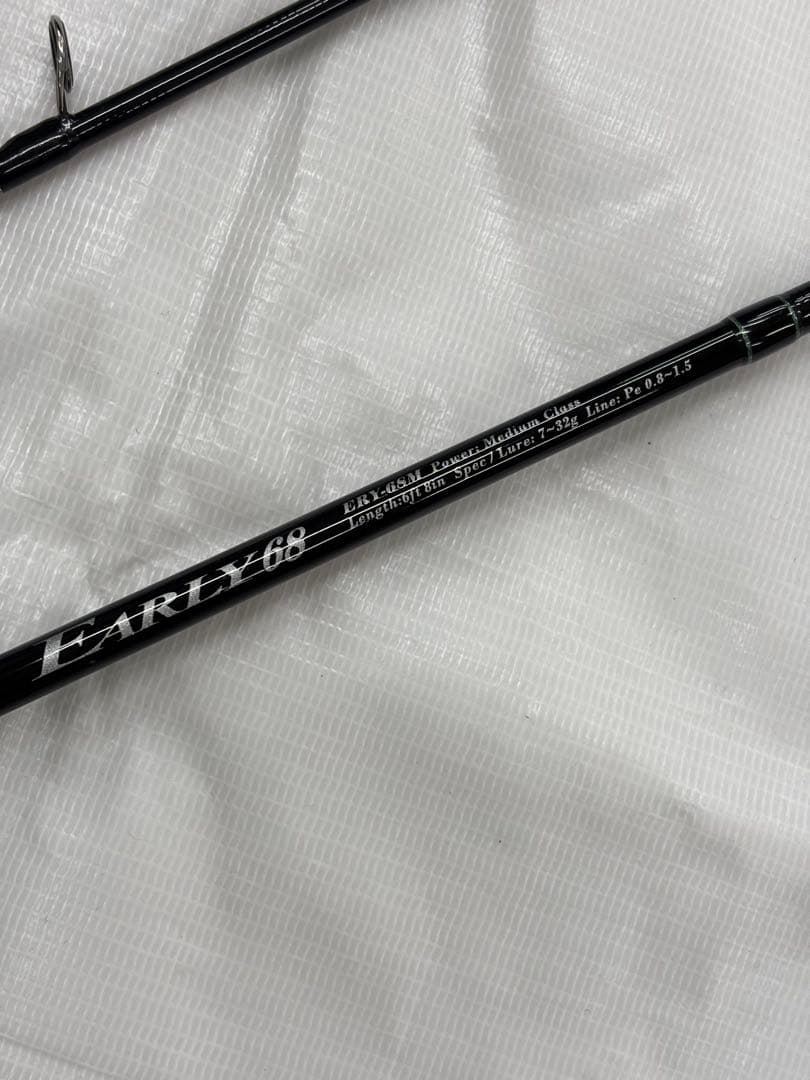 EARLY 68
ERY-68M Power: Medium Class
Length:6ft 8in Spec / Lure: 7~32g Line: Pe 0.8~1.5